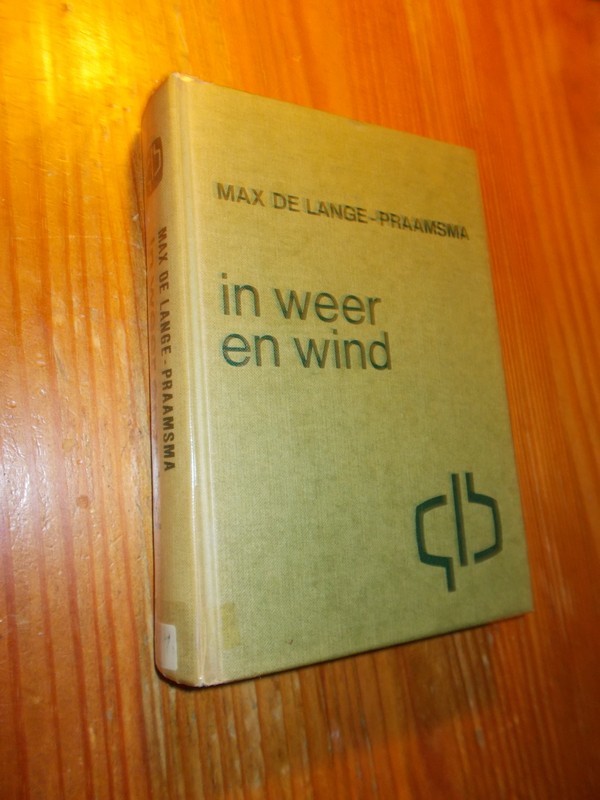 MAX DE LANGE-PRAAMSMA
in weer
en wind
MAX DE LANGE - PRAAMSMA